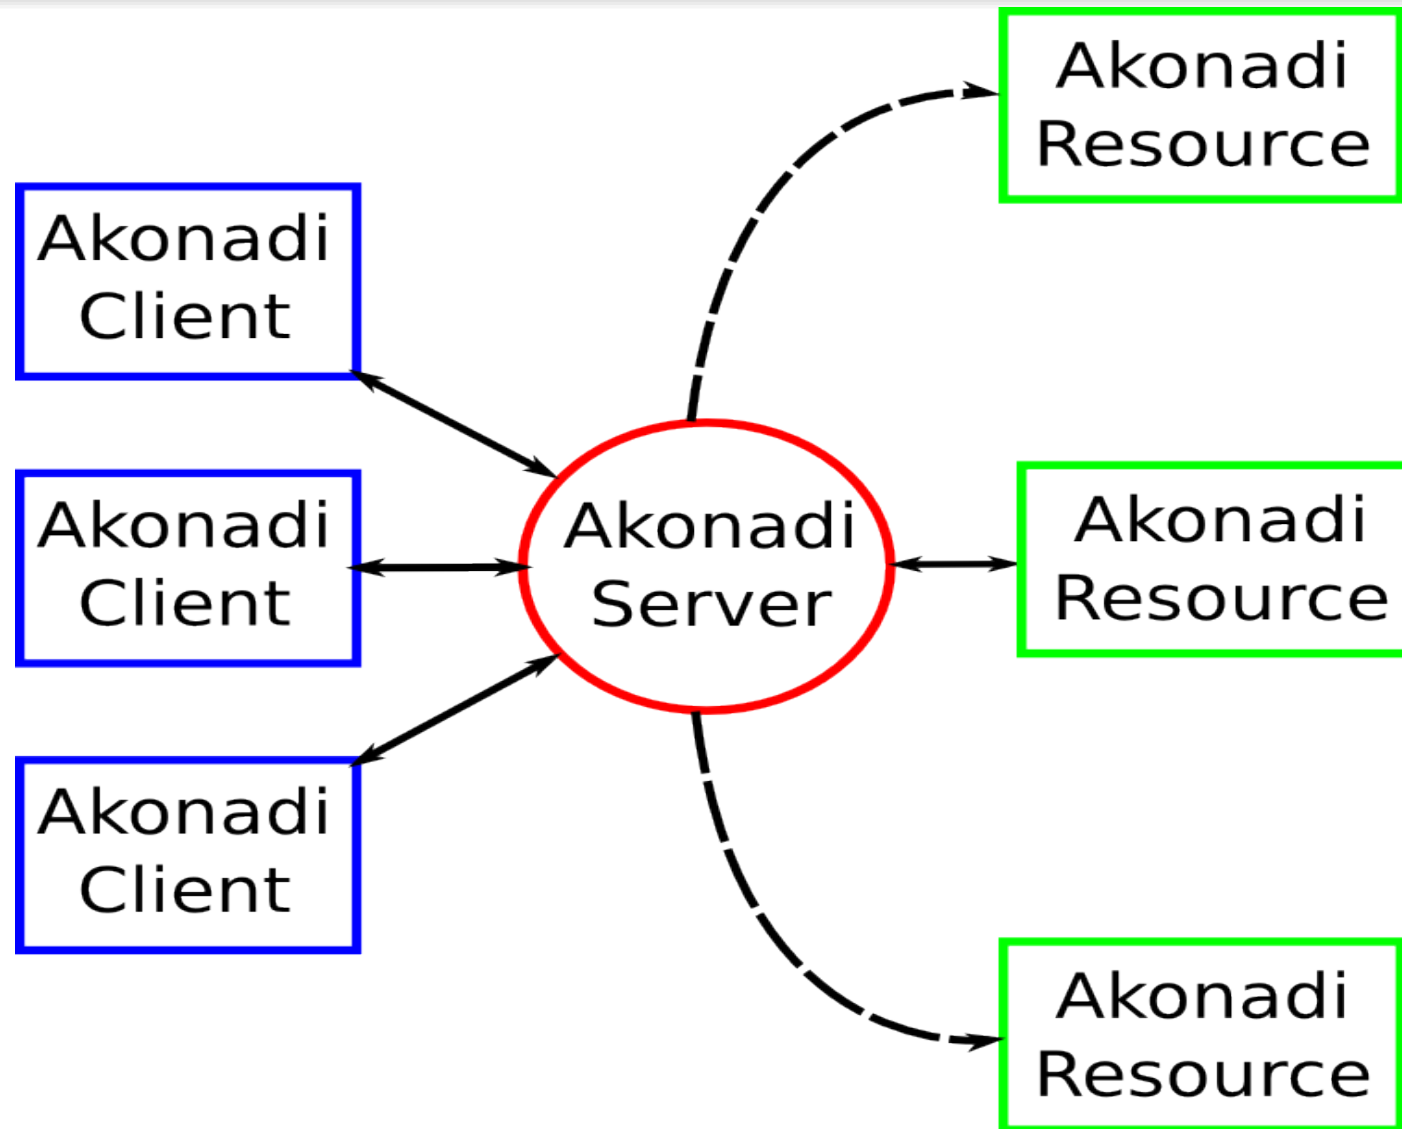 Akonadi
Resource
Akonadi
Client
Akonadi
Client
Akonadi
Server
Akonadi
Resource
Akonadi
Client
Akonadi
Resource